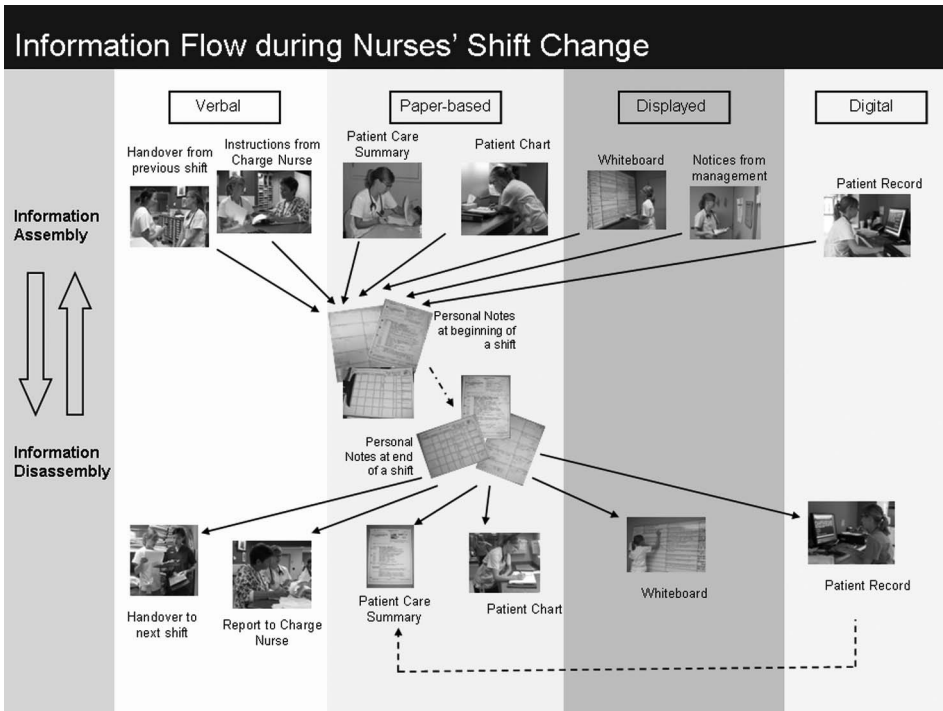 Information Flow during Nurses' Shift Change
Verbal
Paper-based
Displayed
Digital
Handover from
previous shift
Instructions from
Charge Nurse
Patient Care
Summary
Patient Chart
Whiteboard
Notices from
management
Patient Record
Information
Assembly
Personal Notes
at beginning of
a shift
Information
Disassembly
Personal
Notes at end
of a shift
Handover to
next shift
Report to Charge
Nurse
Patient Care
Summary
Patient Chart
Whiteboard
Patient Record